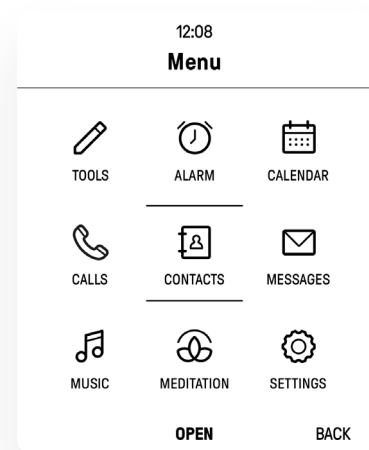 12:08
Menu
TOOLS ALARM CALENDAR
CALLS CONTACTS MESSAGES
MUSIC MEDITATION SETTINGS
OPEN BACK